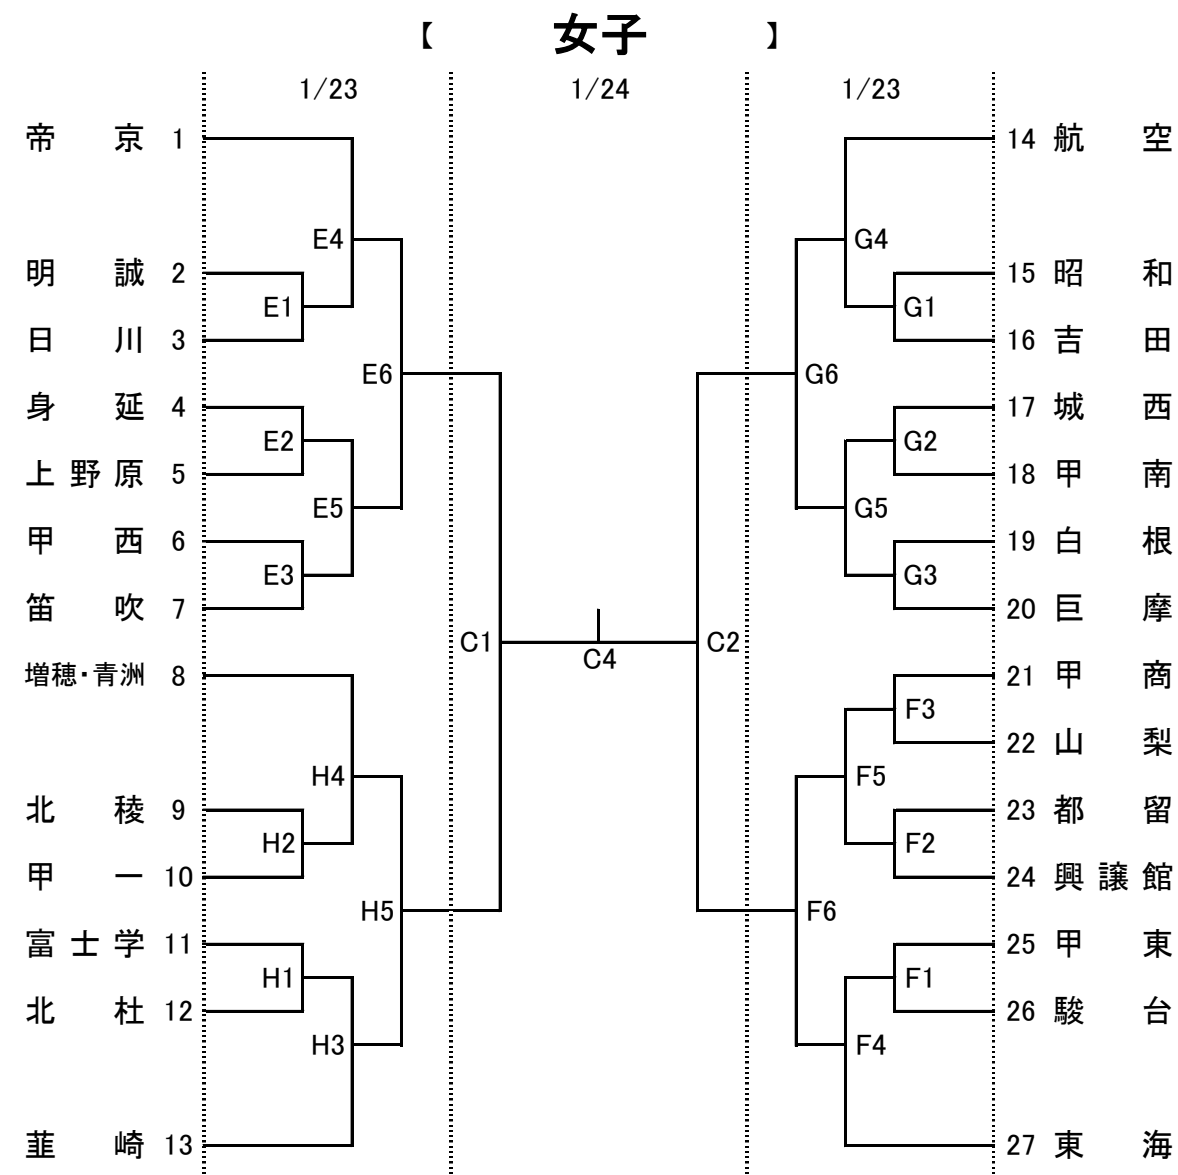 【 女子 】
1/23 1/24 1/23
帝京 1 14 航空
E4 G4
明誠 2 15 昭和
E1 G1
日川 3 16 吉田
E6 G6
身延 4 17 城西
E2 G2
上野原 5 18 甲南
E5 G5
甲西 6 19 白根
E3 G3
笛吹 7 20 巨摩
C1 C4 C2
増穂・青洲 8 21 甲商
F3
22 山梨
H4 F5
北稜 9 23 都留
H2 F2
甲一 10 24 興譲館
H5 F6
富士学 11 25 甲東
H1 F1
北杜 12 26 駿台
H3 F4
韮崎 13 27 東海